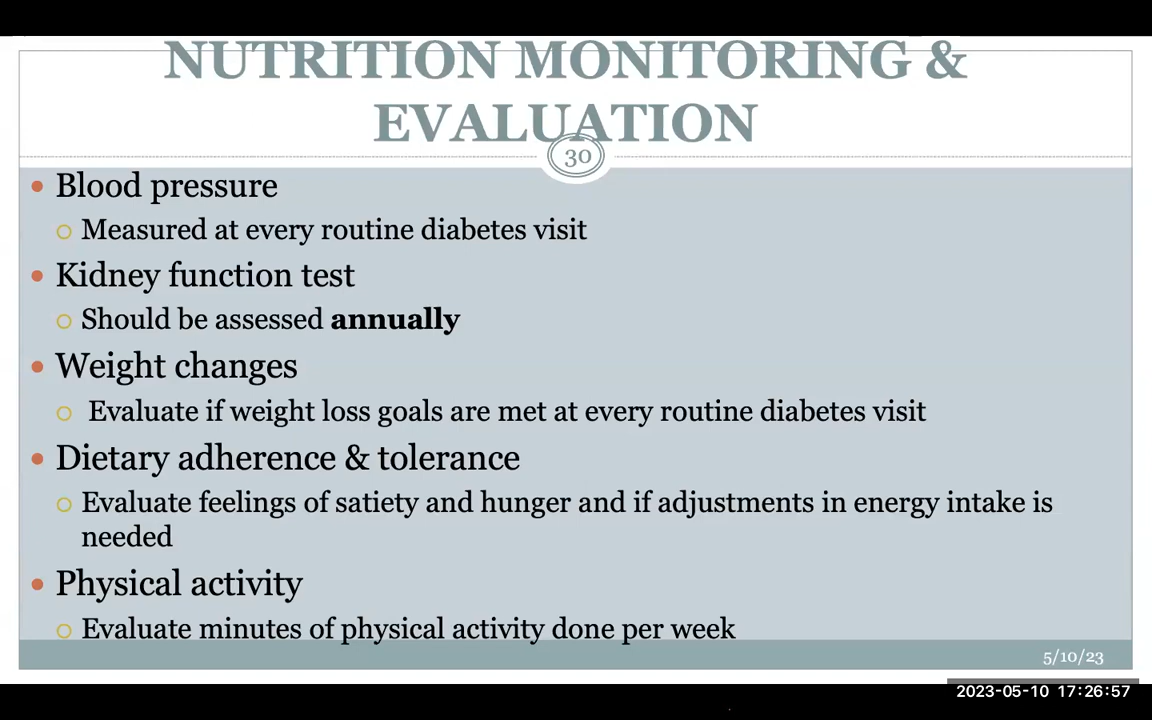 NUTRITION MONITORING &
EVALUATION
30
• Blood pressure
○ Measured at every routine diabetes visit
• Kidney function test
○ Should be assessed annually
• Weight changes
○ Evaluate if weight loss goals are met at every routine diabetes visit
• Dietary adherence & tolerance
○ Evaluate feelings of satiety and hunger and if adjustments in energy intake is
needed
• Physical activity
○ Evaluate minutes of physical activity done per week
5/10/23
2023-05-10 17:26:57